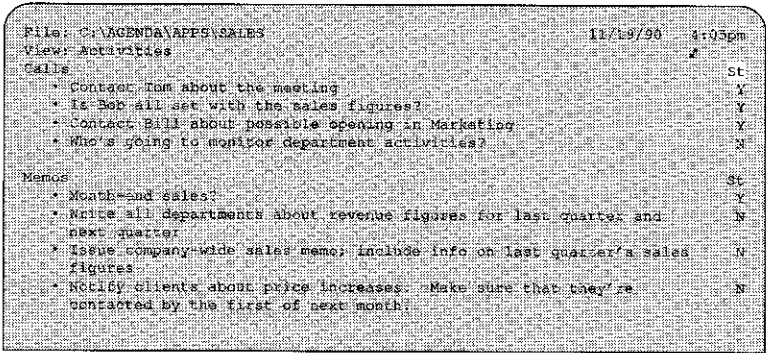 File: C:\AGENDA\APPS\SALES 11/19/90 4:03pm
View: Activities
Calls St
• Contact Tom about the meeting Y
• Is Bob all set with the sales figures? Y
• Contact Bill about possible opening in Marketing Y
• Who's going to monitor department activities? N
Memos St
• Month-end sales? Y
• Write all departments about revenue figures for last quarter and N
next quarter
• Issue company-wide sales memo; include info on last quarter's sales N
figures
• Notify clients about price increases. Make sure that they're N
contacted by the first of next month.